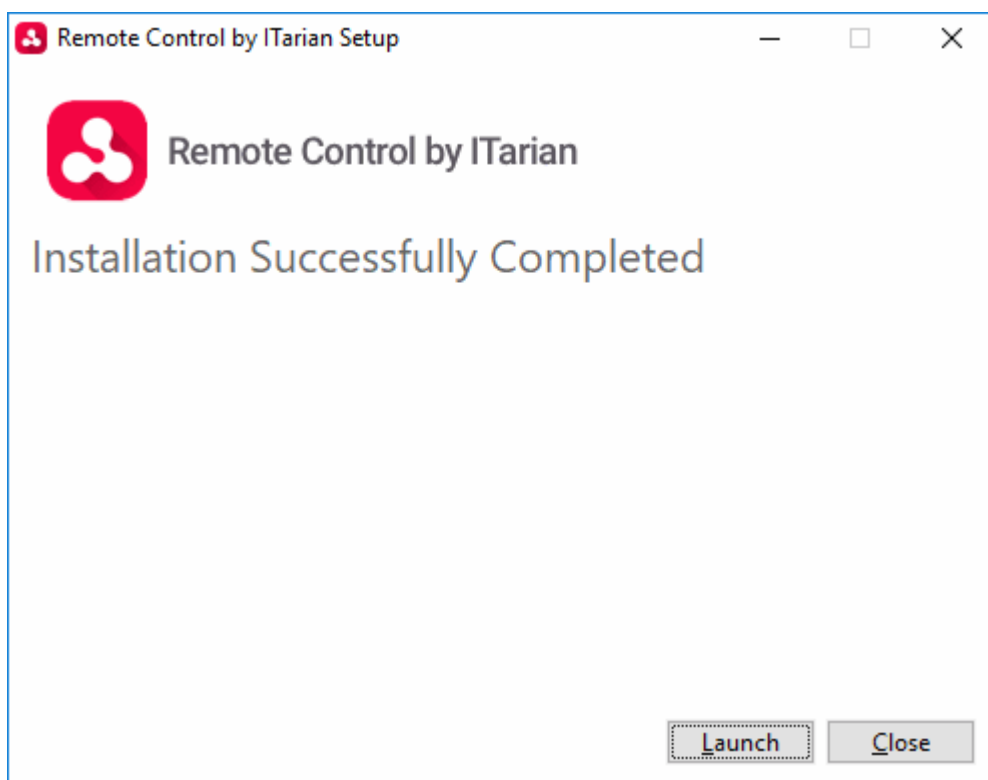 Remote Control by ITarian Setup
Remote Control by ITarian
Installation Successfully Completed
Launch Close